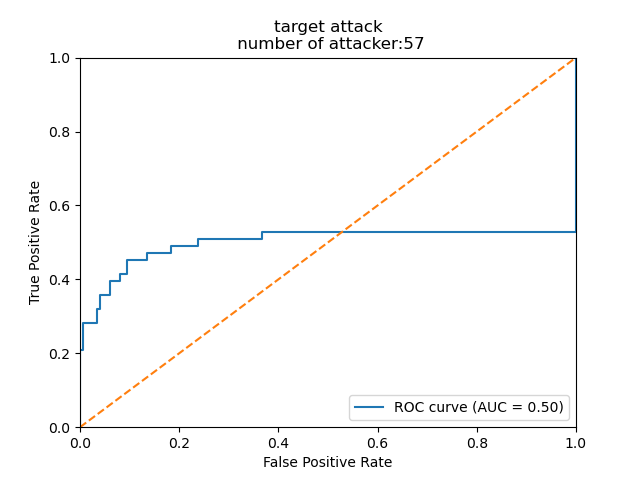 target attack
number of attacker:57
1.0
0.8
0.6
0.4
0.2
0.0
True Positive Rate
ROC curve (AUC = 0.50)
0.0 0.2 0.4 0.6 0.8 1.0
False Positive Rate